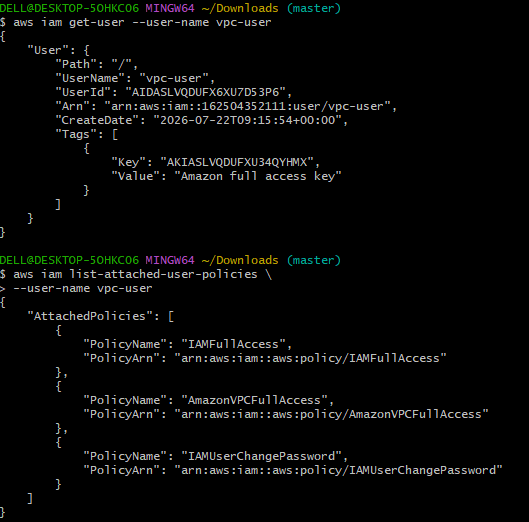 DELL@DESKTOP-5OHKC06 MINGW64 ~/Downloads (master)
$ aws iam get-user --user-name vpc-user
{
    "User": {
        "Path": "/",
        "UserName": "vpc-user",
        "UserId": "AIDASLVQDUFX6XU7D53P6",
        "Arn": "arn:aws:iam::162504352111:user/vpc-user",
        "CreateDate": "2026-07-22T09:15:54+00:00",
        "Tags": [
            {
                "Key": "AKIASLVQDUFXU34QYHMX",
                "Value": "Amazon full access key"
            }
        ]
    }
}
DELL@DESKTOP-5OHKC06 MINGW64 ~/Downloads (master)
$ aws iam list-attached-user-policies \
> --user-name vpc-user
{
    "AttachedPolicies": [
        {
            "PolicyName": "IAMFullAccess",
            "PolicyArn": "arn:aws:iam::aws:policy/IAMFullAccess"
        },
        {
            "PolicyName": "AmazonVPCFullAccess",
            "PolicyArn": "arn:aws:iam::aws:policy/AmazonVPCFullAccess"
        },
        {
            "PolicyName": "IAMUserChangePassword",
            "PolicyArn": "arn:aws:iam::aws:policy/IAMUserChangePassword"
        }
    ]
}